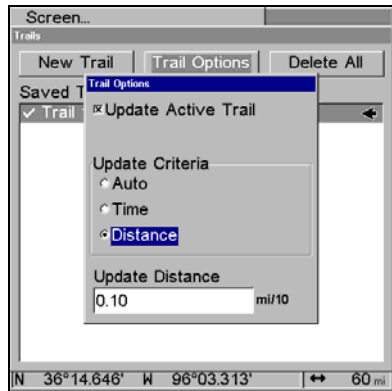 Screen...
Trails
New Trail Trail Options Delete All
Saved T
Trail Options
Trail
Update Active Trail
Update Criteria
Auto
Time
Distance
Update Distance
0.10 mi/10
N 36°14.646' W 96°03.313' 60 mi